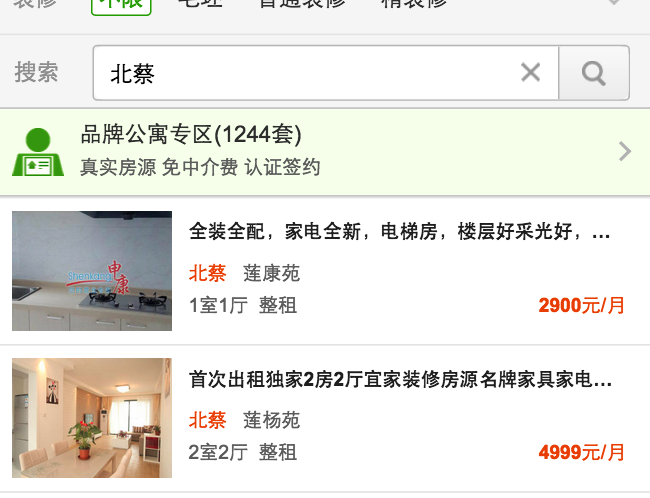 装修 不限 毛坯 普通装修 精装修
搜索 北蔡
品牌公寓专区(1244套)
真实房源 免中介费 认证签约
全装全配，家电全新，电梯房，楼层好采光好，...
北蔡 莲康苑
1室1厅 整租 2900元/月
Shenkang 申康
首次出租独家2房2厅宜家装修房源名牌家具家电...
北蔡 莲杨苑
2室2厅 整租 4999元/月